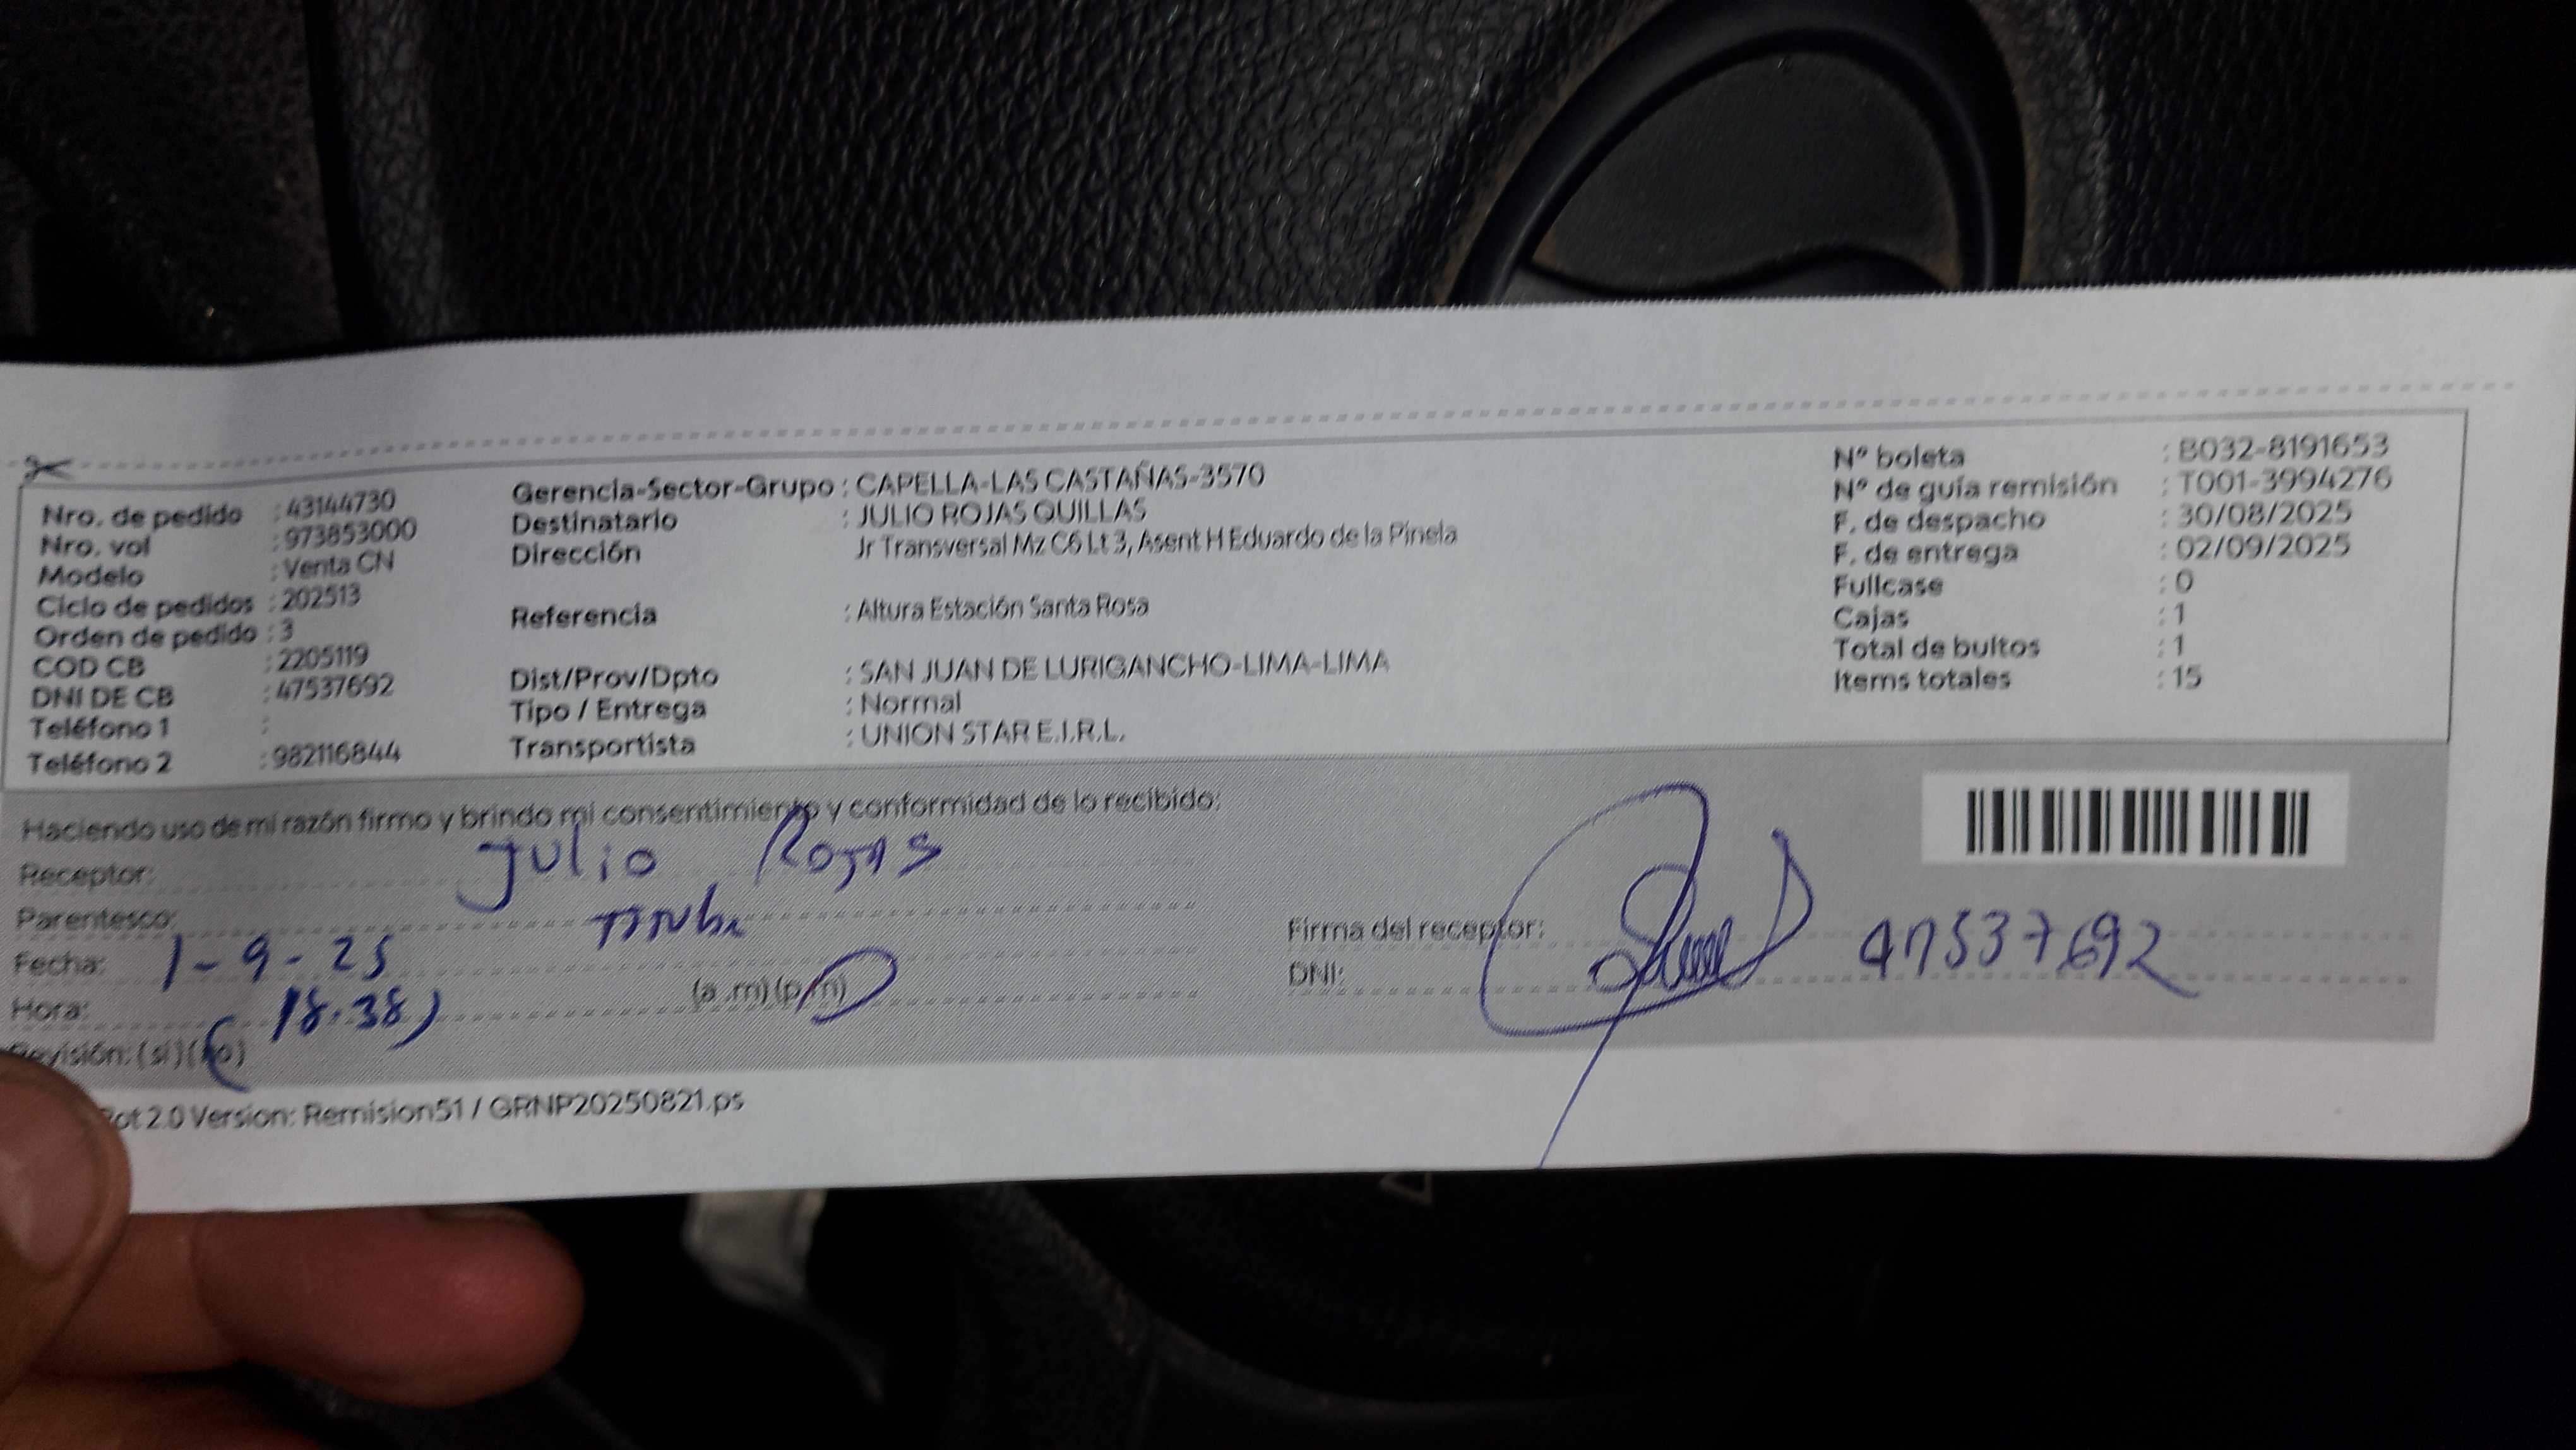 Nro. de pedido : 43144730
Nro. vol : 973853000
Modelo : Venta CN
Ciclo de pedidos : 202513
Orden de pedido : 3
COD CB : 2205119
DNI DE CB : 47537692
Teléfono 1 :
Teléfono 2 : 982116844
Gerencia-Sector-Grupo : CAPELLA-LAS CASTAÑAS-3570
Destinatario : JULIO ROJAS QUILLAS
Dirección Jr Transversal Mz C6 Lt 3, Asent H Eduardo de la Pinela
Referencia : Altura Estación Santa Rosa
Dist/Prov/Dpto : SAN JUAN DE LURIGANCHO-LIMA-LIMA
Tipo / Entrega : Normal
Transportista : UNION STAR E.I.R.L.
N° boleta : B032-8191653
N° de guía remisión : T001-3994276
F. de despacho : 30/08/2025
F. de entrega : 02/09/2025
Fullcase : 0
Cajas : 1
Total de bultos : 1
Items totales : 15
Haciendo uso de mi razón firmo y brindo mi consentimiento y conformidad de lo recibido:
Receptor: Julio Rojas
Parentesco:
Fecha: 1-9-25
Hora: 18:38 (a .m) (p.m)
Revisión: (si) (no)
Firma del receptor:
DNI: 47537692
2.0 Version: Remision51 / GRNP20250821.ps